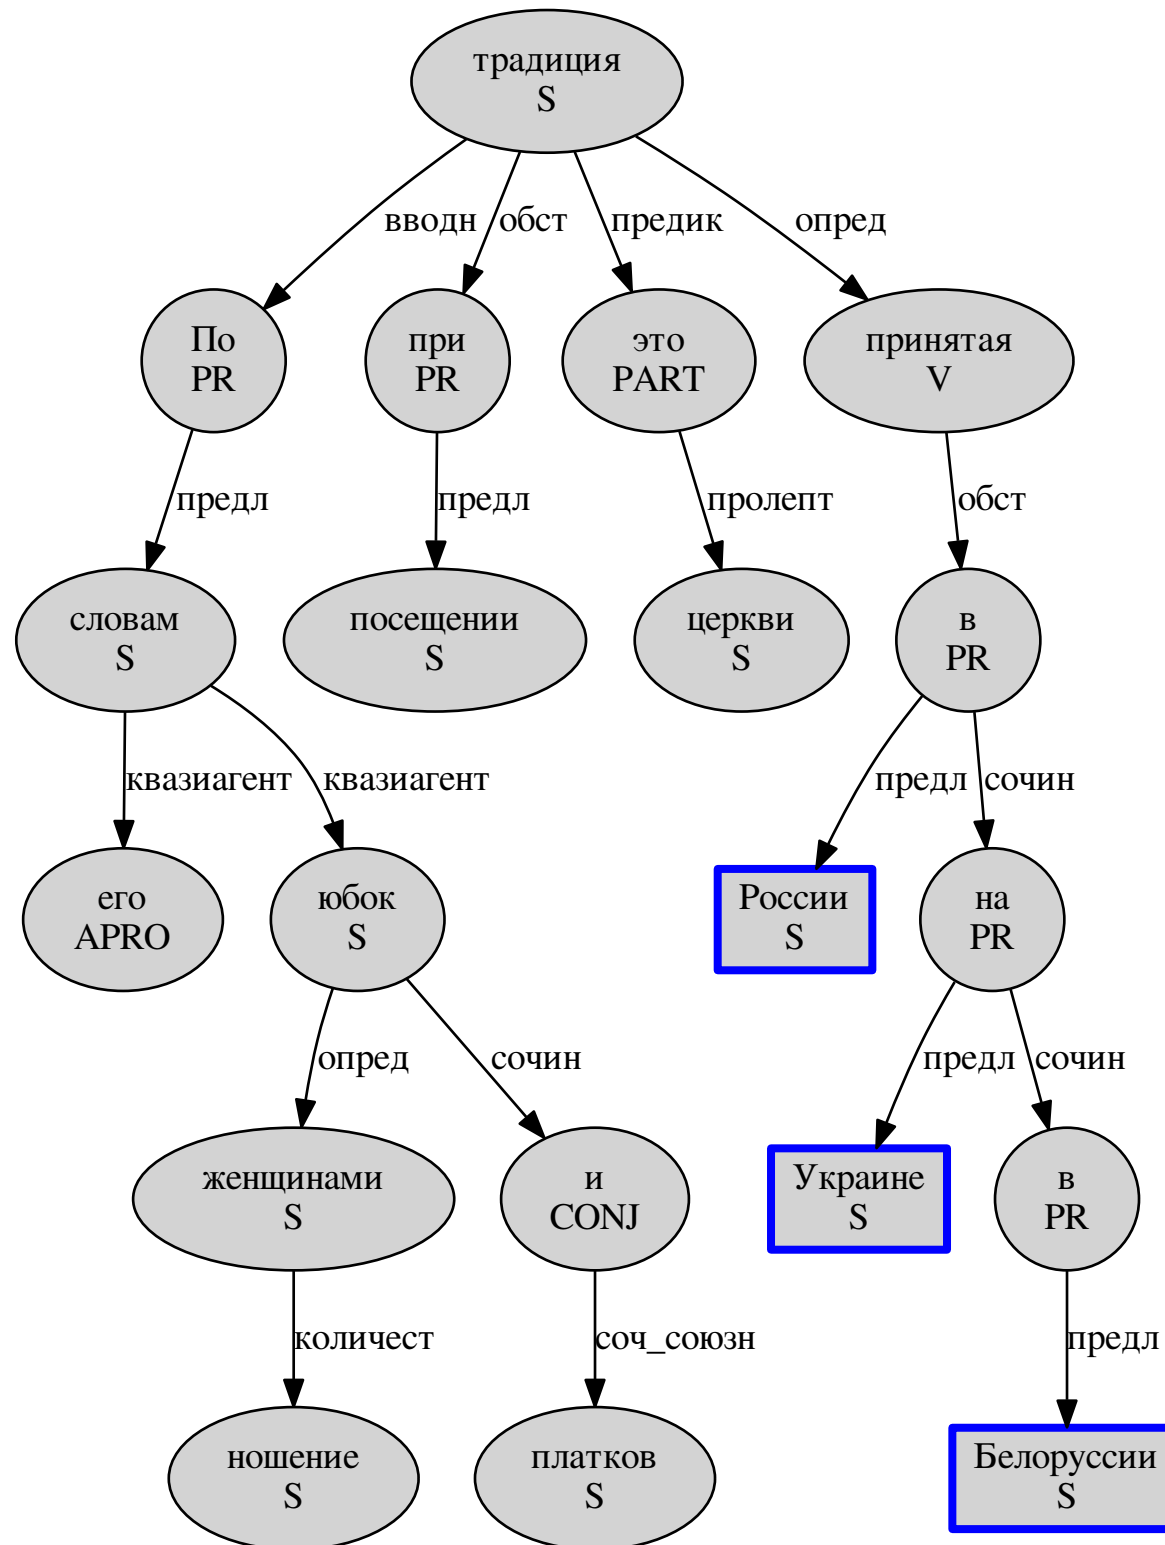 традиция
S
вводн
обст
предик
опред
По
PR
при
PR
это
PART
принятая
V
предл
предл
пролепт
обст
словам
S
посещении
S
церкви
S
в
PR
квазиагент
квазиагент
предл
сочин
его
APRO
юбок
S
России
S
на
PR
опред
сочин
предл
сочин
женщинами
S
и
CONJ
Украине
S
в
PR
количест
соч_союзн
предл
ношение
S
платков
S
Белоруссии
S